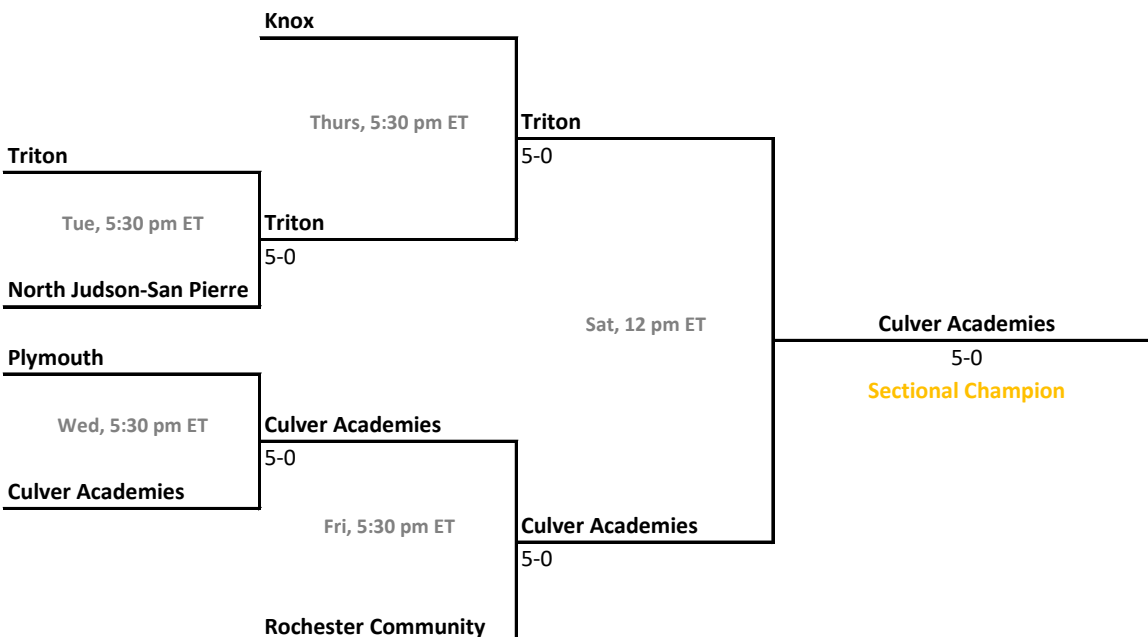 Knox
Thurs, 5:30 pm ET
Triton
5-0
Triton
Tue, 5:30 pm ET
Triton
5-0
North Judson-San Pierre
Sat, 12 pm ET
Culver Academies
5-0
Sectional Champion
Plymouth
Wed, 5:30 pm ET
Culver Academies
5-0
Culver Academies
Fri, 5:30 pm ET
Culver Academies
5-0
Rochester Community